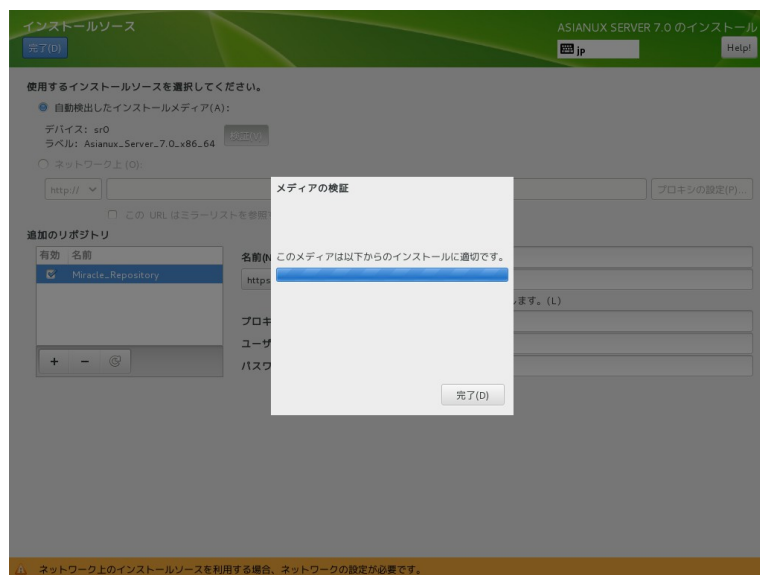 インストールソース
ASIANUX SERVER 7.0 のインストール
完了(D)
jp
Help!
使用するインストールソースを選択してください。
自動検出したインストールメディア(A):
デバイス: sr0
ラベル: Asianux_Server_7.0_x86_64
検証(V)
ネットワーク上 (O):
http://
プロキシの設定(P)...
この URL はミラーリストを参照
追加のリポジトリ
有効 名前
Miracle_Repository
名前(N
https
ます。(L)
プロキ
ユーザ
パスワ
メディアの検証
このメディアは以下からのインストールに適切です。
完了(D)
ネットワーク上のインストールソースを利用する場合、ネットワークの設定が必要です。